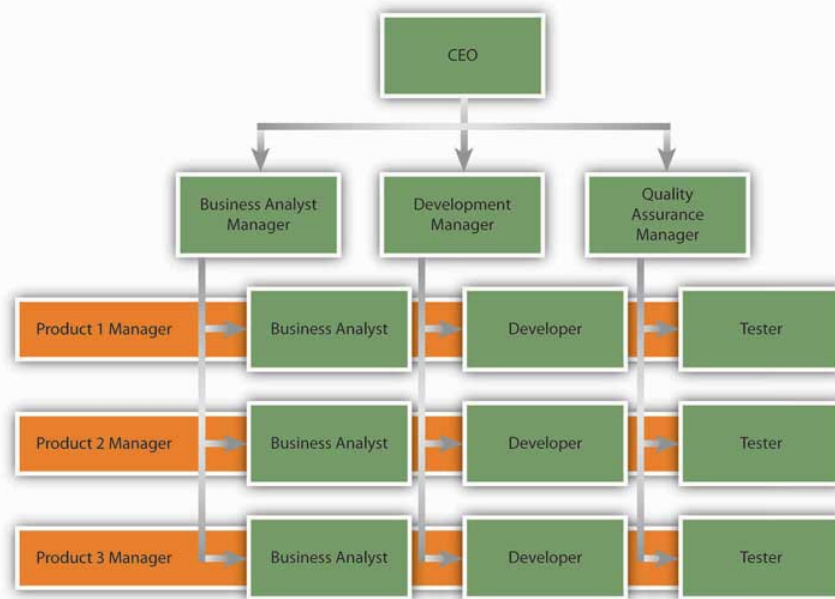 CEO
Business Analyst
Manager
Development
Manager
Quality
Assurance
Manager
Product 1 Manager
Business Analyst
Developer
Tester
Product 2 Manager
Business Analyst
Developer
Tester
Product 3 Manager
Business Analyst
Developer
Tester